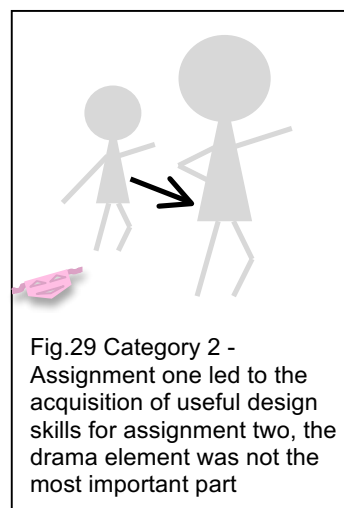 Fig.29 Category 2 -
Assignment one led to the
acquisition of useful design
skills for assignment two, the
drama element was not the
most important part